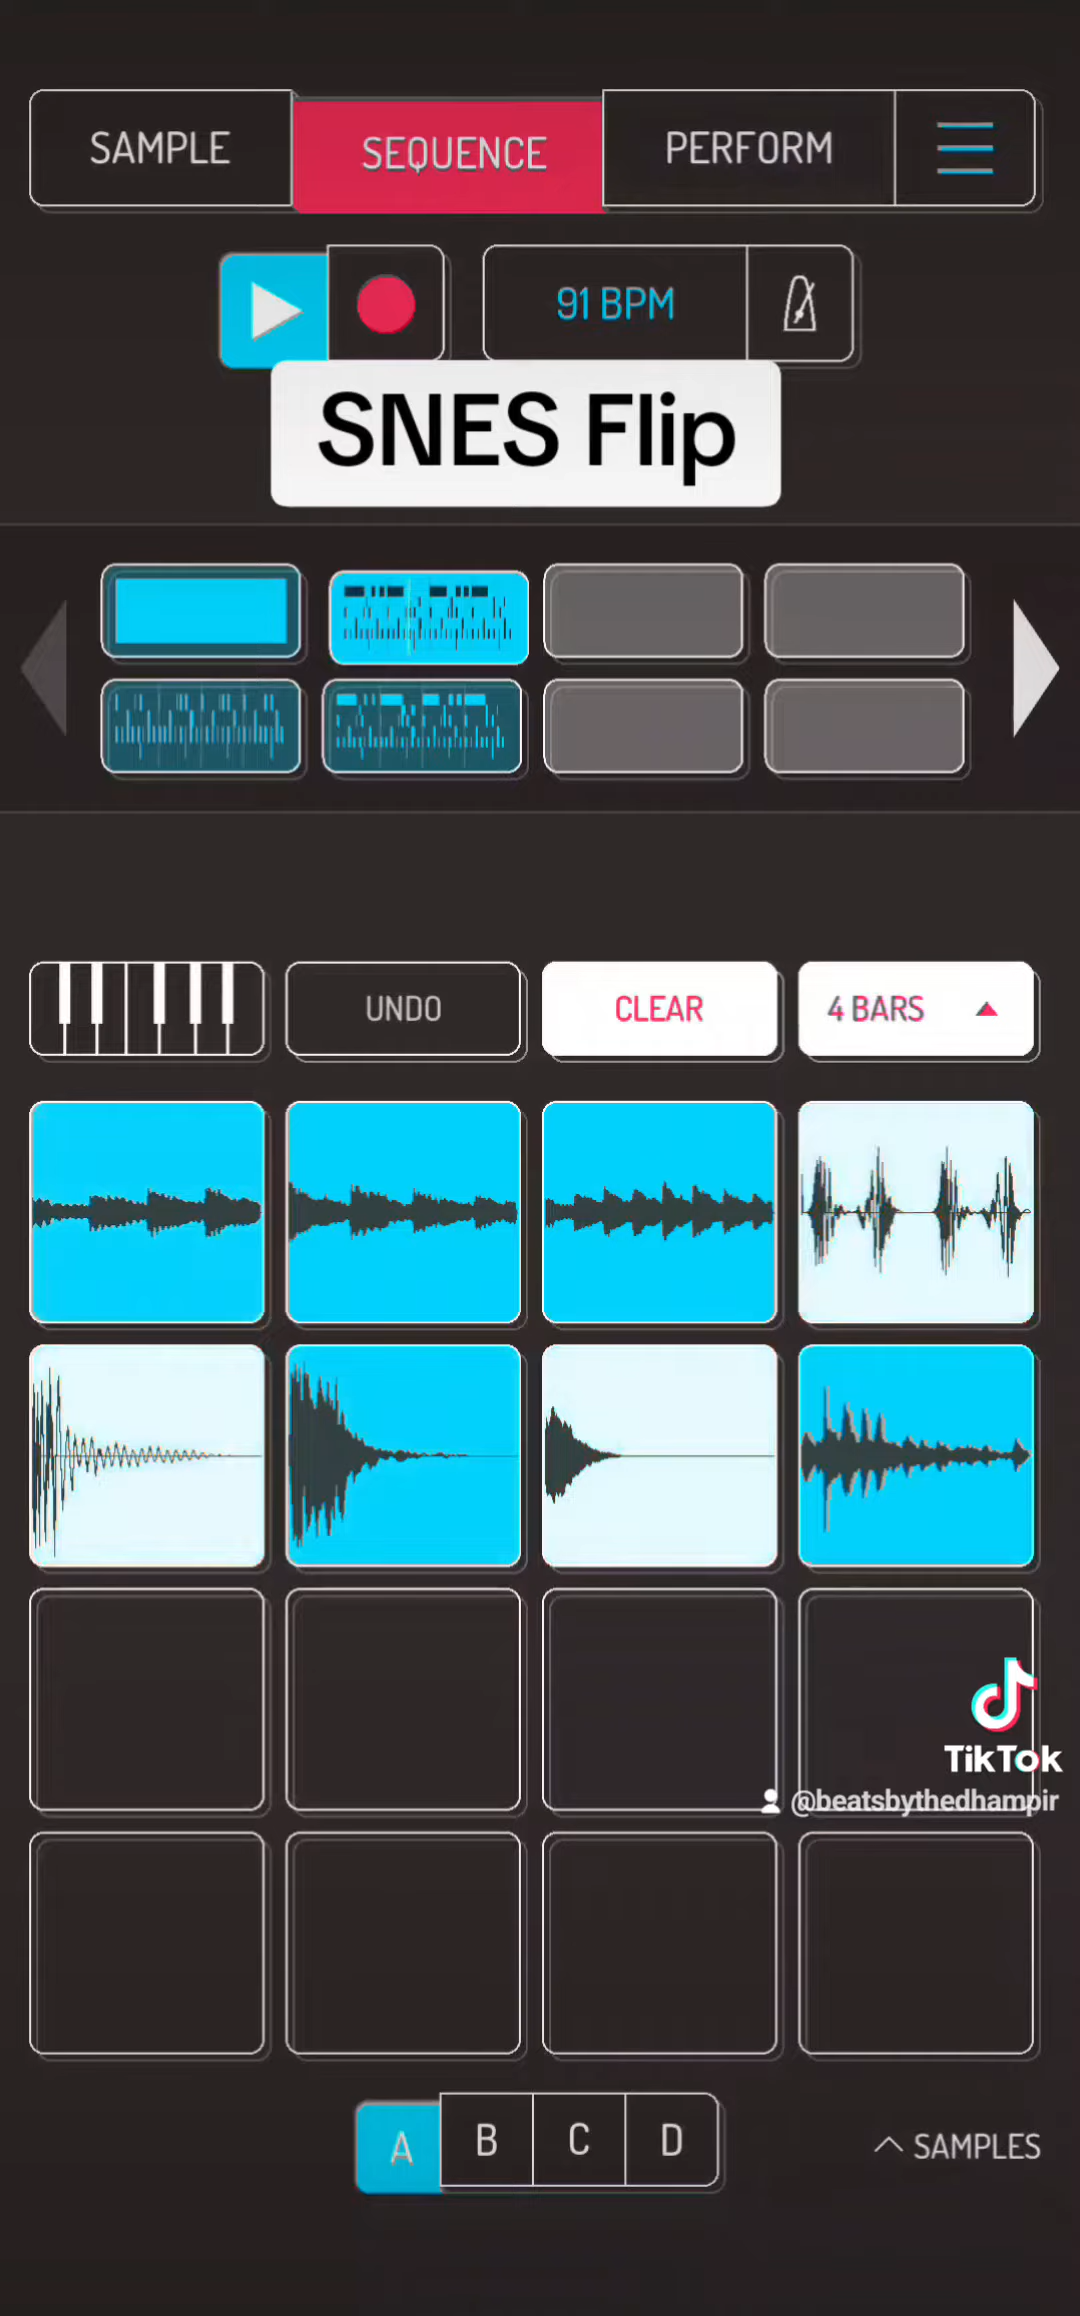 SAMPLE
SEQUENCE
PERFORM
91 BPM
SNES Flip
UNDO
CLEAR
4 BARS
TikTok
@beatsbythedhampir
A
B
C
D
SAMPLES